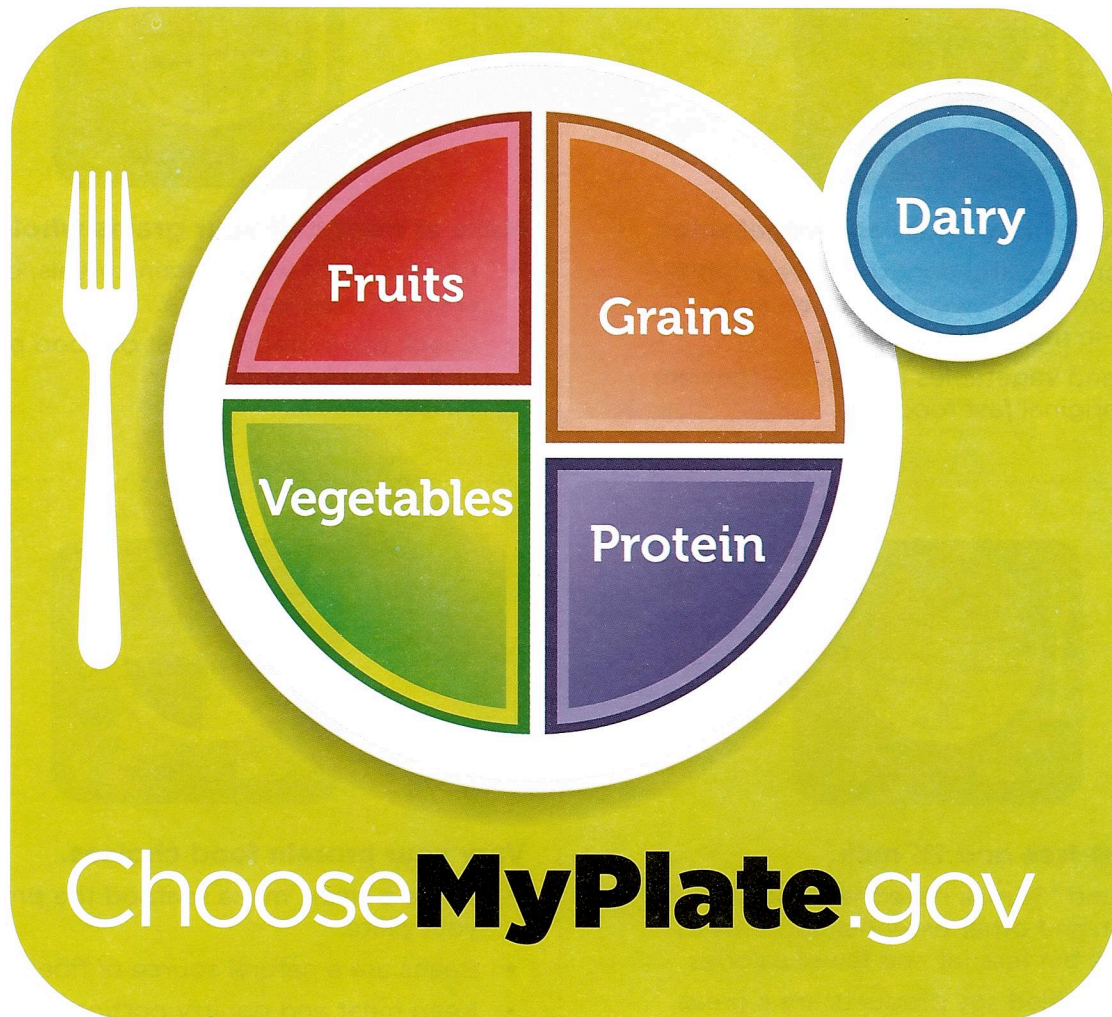 Fruits
Grains
Dairy
Vegetables
Protein
ChooseMyPlate.gov